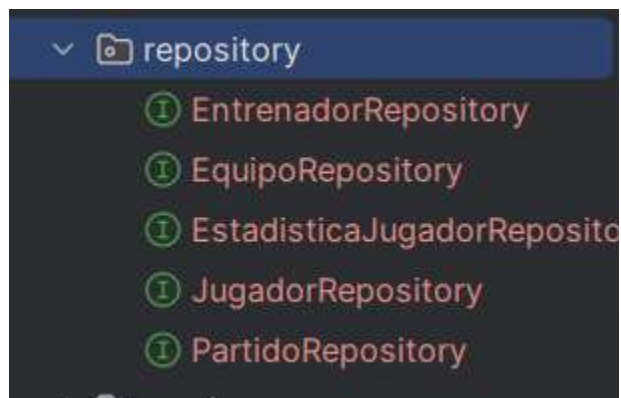 repository
EntrenadorRepository
EquipoRepository
EstadisticaJugadorReposito
JugadorRepository
PartidoRepository